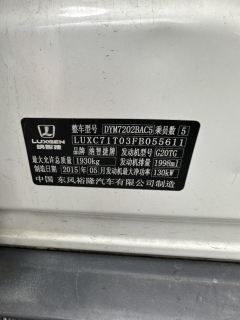 整车型号 DYM7202BAC5 乘员数 5
LUXGEN
纳智捷
LUXC71T03FB055611
品牌 纳智捷牌 发动机型号 G20TG
最大允许总质量 1930kg 发动机排量 1998ml
制造日期 2015年05月 发动机最大净功率 130kW
中国 东风裕隆汽车有限公司制造